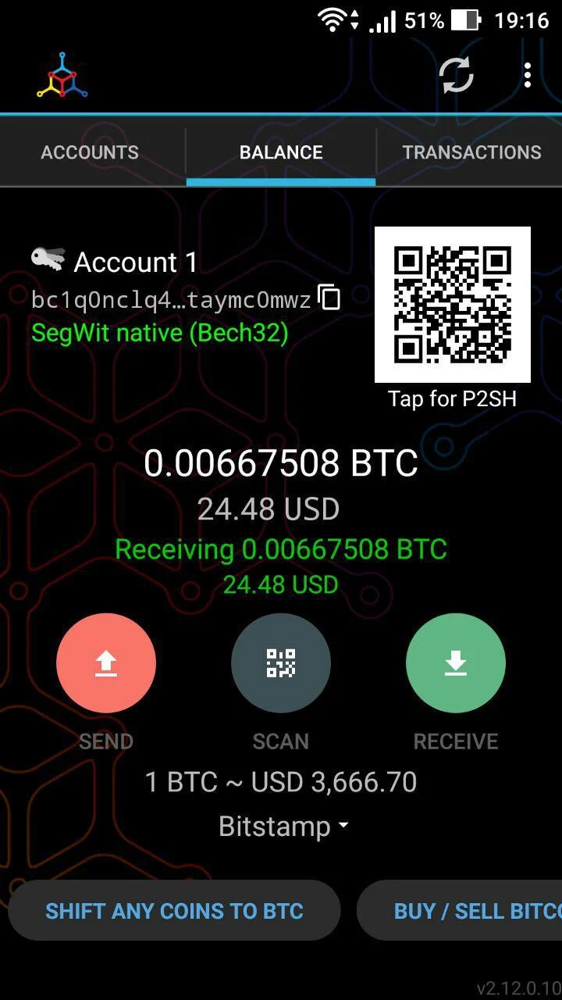 51% 19:16
ACCOUNTS BALANCE TRANSACTIONS
Account 1
bc1q0nclq4…taymc0mwz
SegWit native (Bech32)
Tap for P2SH
0.00667508 BTC
24.48 USD
Receiving 0.00667508 BTC
24.48 USD
SEND SCAN RECEIVE
1 BTC ~ USD 3,666.70
Bitstamp
SHIFT ANY COINS TO BTC BUY / SELL BITCO
v2.12.0.10